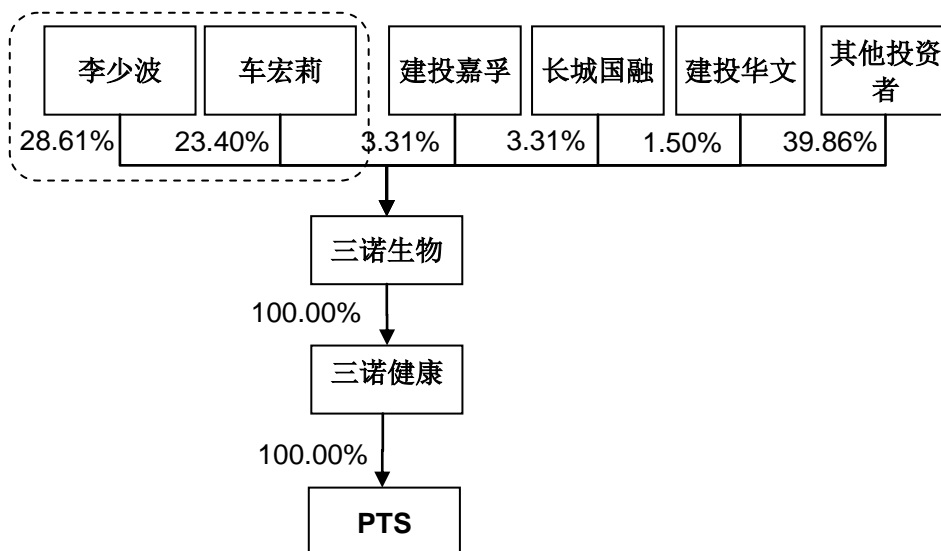 李少波
车宏莉
建投嘉孚
长城国融
建投华文
其他投资
者
28.61%
23.40%
3.31%
3.31%
1.50%
39.86%
三诺生物
100.00%
三诺健康
100.00%
PTS